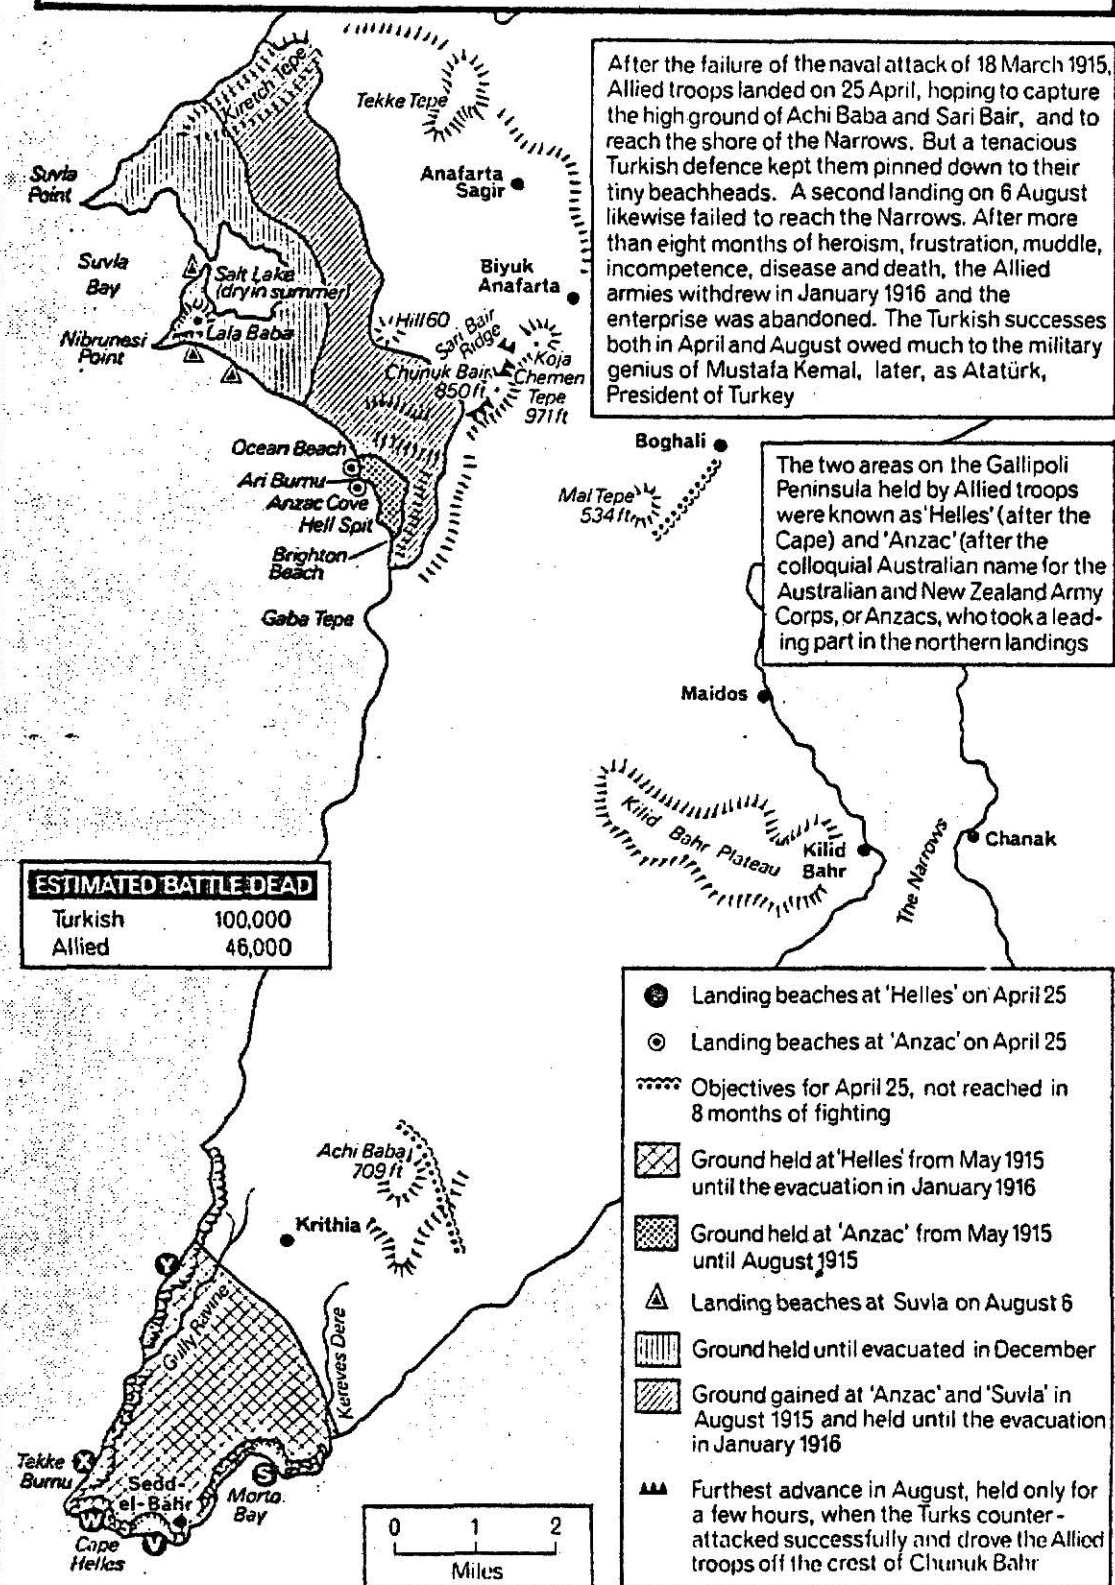 Kiretch Tepe
Tekke Tepe
Suvla
Point
Anafarta
Sagir
Suvla
Bay
Salt Lake
(dry in summer)
Biyuk
Anafarta
Nibrunesi
Point
Lala Baba
Hill 60
Sari Bair
Ridge
Chunuk Bair
850 ft
Koja
Chemen
Tepe
971 ft
After the failure of the naval attack of 18 March 1915,
Allied troops landed on 25 April, hoping to capture
the high ground of Achi Baba and Sari Bair, and to
reach the shore of the Narrows. But a tenacious
Turkish defence kept them pinned down to their
tiny beachheads. A second landing on 6 August
likewise failed to reach the Narrows. After more
than eight months of heroism, frustration, muddle,
incompetence, disease and death, the Allied
armies withdrew in January 1916 and the
enterprise was abandoned. The Turkish successes
both in April and August owed much to the military
genius of Mustafa Kemal, later, as Atatürk,
President of Turkey
Ocean Beach
Ari Burnu
Anzac Cove
Hell Spit
Brighton
Beach
Gaba Tepe
Boghali
Mal Tepe
534 ft
The two areas on the Gallipoli
Peninsula held by Allied troops
were known as 'Helles' (after the
Cape) and 'Anzac' (after the
colloquial Australian name for the
Australian and New Zealand Army
Corps, or Anzacs, who took a lead-
ing part in the northern landings
Maidos
Kilid Bahr Plateau
Kilid
Bahr
The Narrows
Chanak
ESTIMATED BATTLE DEAD
Turkish 100,000
Allied 46,000
Achi Baba
709 ft
Krithia
Y
Gully Ravine
Kereves Dere
Tekke
Burnu
X
Sedd-
el-Bahr
S
Morto
Bay
W
V
Cape
Helles
0 1 2
Miles
Landing beaches at 'Helles' on April 25
Landing beaches at 'Anzac' on April 25
Objectives for April 25, not reached in
8 months of fighting
Ground held at 'Helles' from May 1915
until the evacuation in January 1916
Ground held at 'Anzac' from May 1915
until August 1915
Landing beaches at Suvla on August 6
Ground held until evacuated in December
Ground gained at 'Anzac' and 'Suvla' in
August 1915 and held until the evacuation
in January 1916
Furthest advance in August, held only for
a few hours, when the Turks counter-
attacked successfully and drove the Allied
troops off the crest of Chunuk Bahr